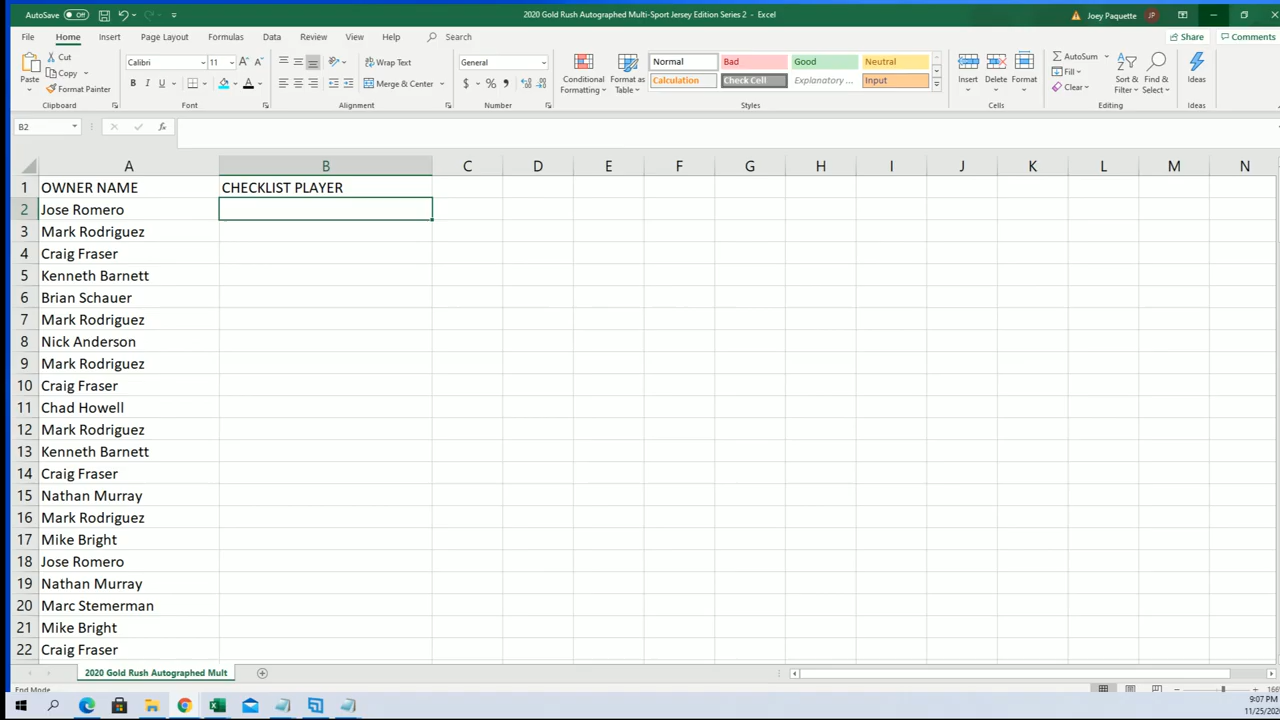 AutoSave Off 2020 Gold Rush Autographed Multi-Sport Jersey Edition Series 2 - Excel Joey Paquette JP
File Home Insert Page Layout Formulas Data Review View Help Search Share Comments
Paste Cut Copy Format Painter Clipboard
Calibri 11 A A B I U A Font
Wrap Text Merge & Center Alignment
General $ % , Number
Conditional Formatting Format as Table
Normal Bad Good Neutral
Calculation Check Cell Explanatory ... Input
Styles
Insert Delete Format Cells
AutoSum Fill Clear Sort & Filter Find & Select Editing
Ideas Ideas
B2 fx
A B C D E F G H I J K L M N
1 OWNER NAME CHECKLIST PLAYER
2 Jose Romero
3 Mark Rodriguez
4 Craig Fraser
5 Kenneth Barnett
6 Brian Schauer
7 Mark Rodriguez
8 Nick Anderson
9 Mark Rodriguez
10 Craig Fraser
11 Chad Howell
12 Mark Rodriguez
13 Kenneth Barnett
14 Craig Fraser
15 Nathan Murray
16 Mark Rodriguez
17 Mike Bright
18 Jose Romero
19 Nathan Murray
20 Marc Stemerman
21 Mike Bright
22 Craig Fraser
2020 Gold Rush Autographed Mult
End Mode
9:07 PM